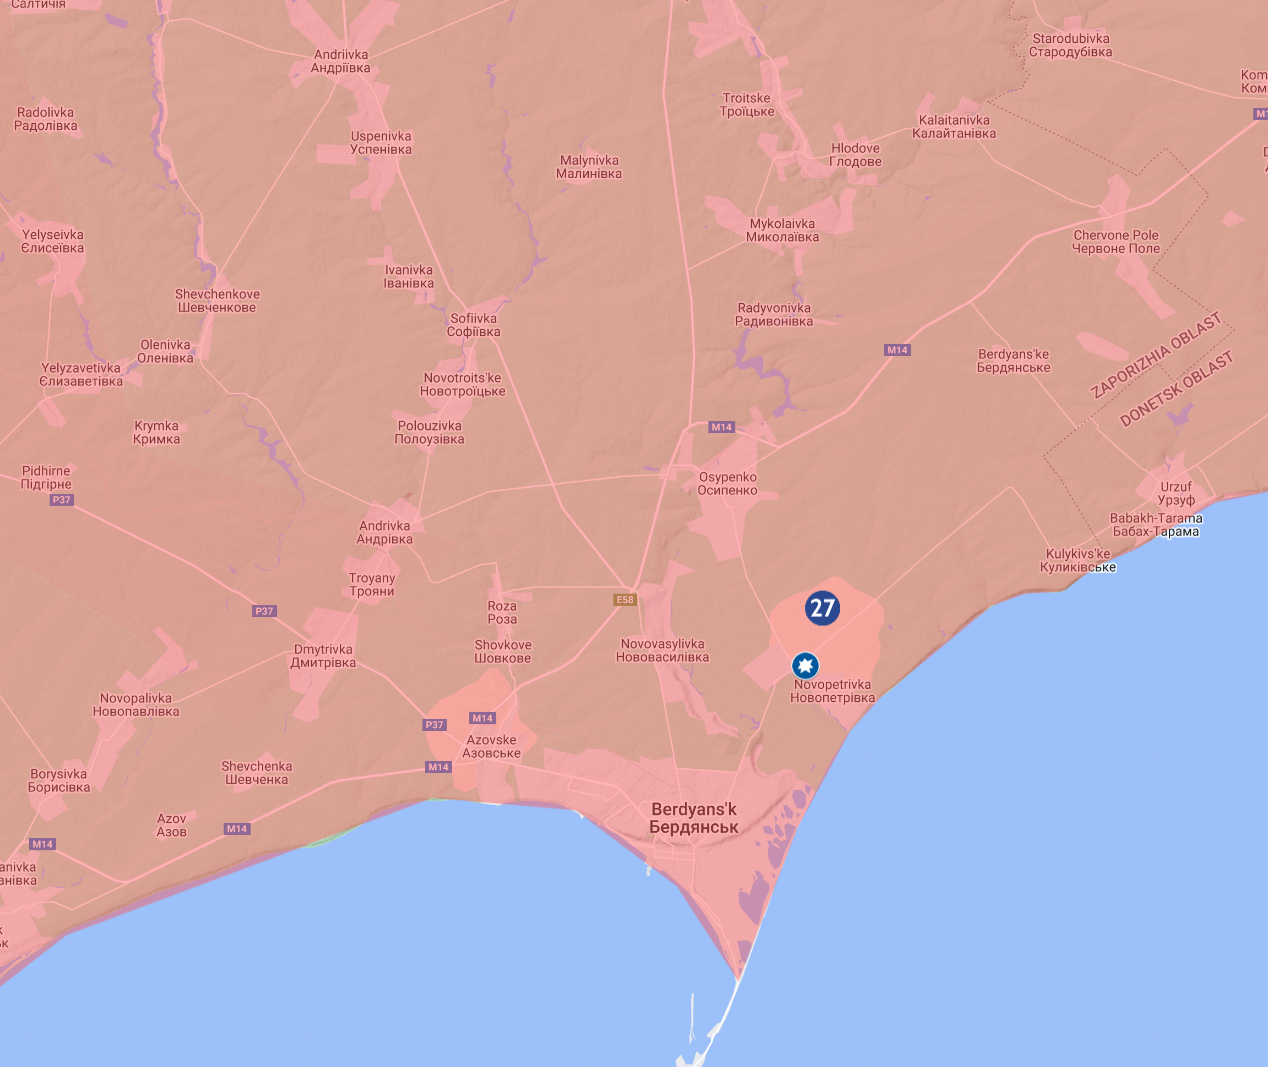 Салтичія
Andriivka
Андріївка
Starodubivka
Стародубівка
Radolivka
Радолівка
Troitske
Троїцьке
Kalaitanivka
Калайтанівка
Kom
Ком
M1
Uspenivka
Успенівка
Malynivka
Малинівка
Hlodove
Глодове
Yelyseivka
Єлисеївка
Mykolaivka
Миколаївка
Chervone Pole
Червоне Поле
Ivanivka
Іванівка
Shevchenkove
Шевченкове
Sofiivka
Софіївка
Radyvonivka
Радивонівка
Olenivka
Оленівка
M14
Berdyans'ke
Бердянське
ZAPORIZHIA OBLAST
DONETSK OBLAST
Yelyzavetivka
Єлизаветівка
Novotroits'ke
Новотроїцьке
Krymka
Кримка
Polouzivka
Полоузівка
M14
Pidhirne
Підгірне
P37
Osypenko
Осипенко
Urzuf
Урзуф
Babakh-Tarama
Бабах-Тарама
Andrivka
Андрівка
Kulykivs'ke
Куликівське
Troyany
Трояни
P37
Roza
Роза
E58
27
Dmytrivka
Дмитрівка
Shovkove
Шовкове
Novovasylivka
Нововасилівка
Novopetrivka
Новопетрівка
Novopalivka
Новопавлівка
P37
M14
Azovske
Азовське
M14
Shevchenka
Шевченка
Borysivka
Борисівка
Berdyans'k
Бердянськ
Azov
Азов
M14
M14
anivka
анівка
к
ьк